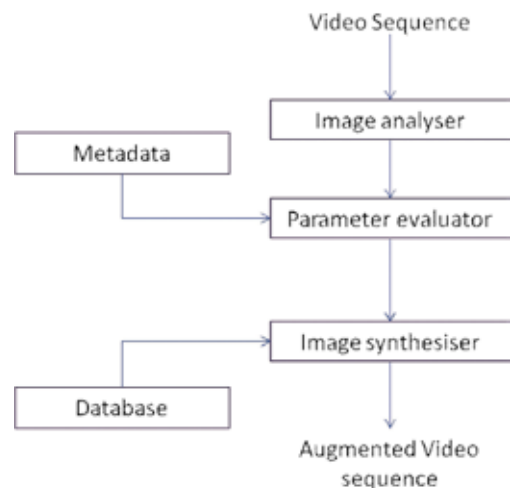 Video Sequence
Image analyser
Metadata
Parameter evaluator
Image synthesiser
Database
Augmented Video
sequence